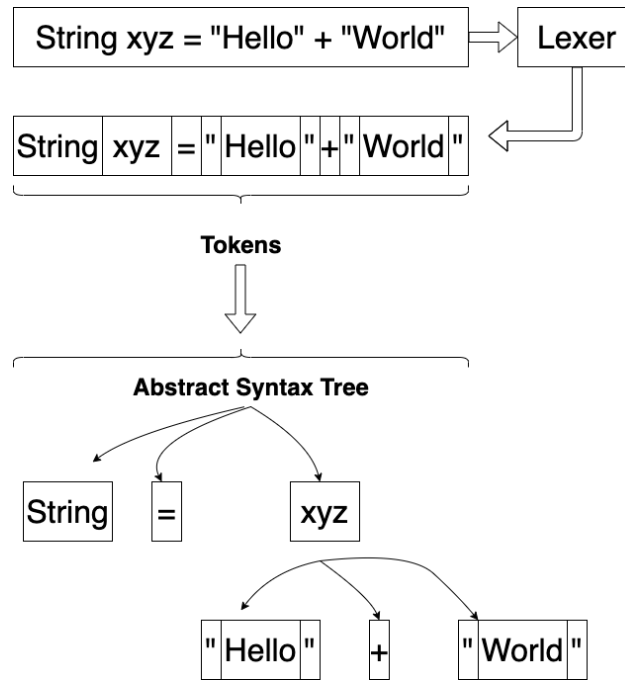 String xyz = "Hello" + "World"
Lexer
String xyz = " Hello " + " World "
Tokens
Abstract Syntax Tree
String = xyz
" Hello " + " World "